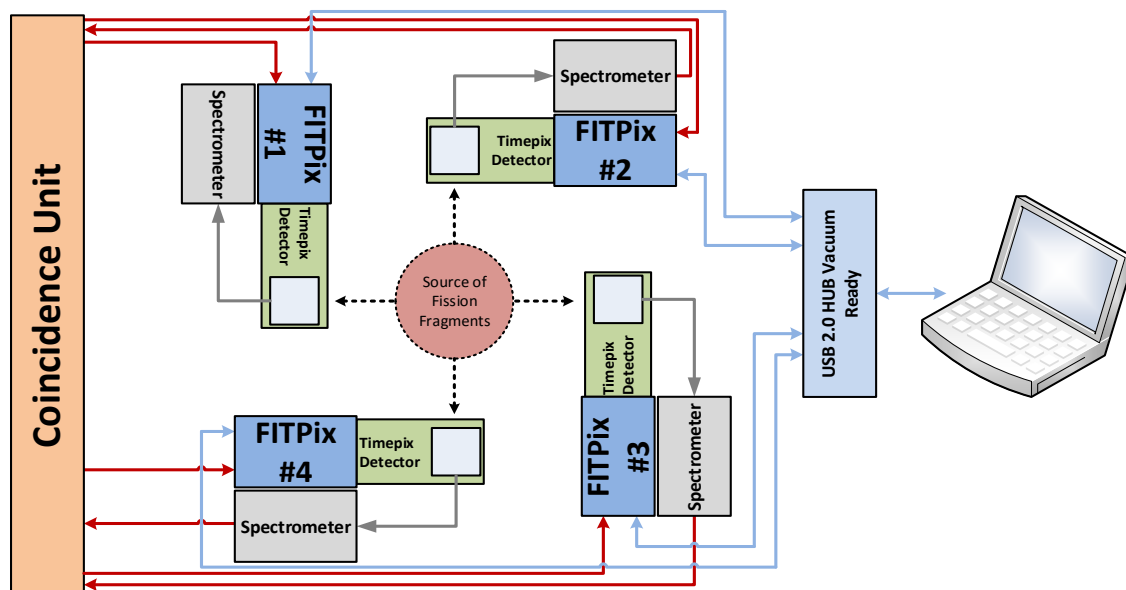 Coincidence Unit
Spectrometer
FITPix
#1
Timepix
Detector
Spectrometer
Timepix
Detector
FITPix
#2
Source of
Fission
Fragments
Timepix
Detector
FITPix
#3
Spectrometer
FITPix
#4
Timepix
Detector
Spectrometer
USB 2.0 HUB Vacuum
Ready